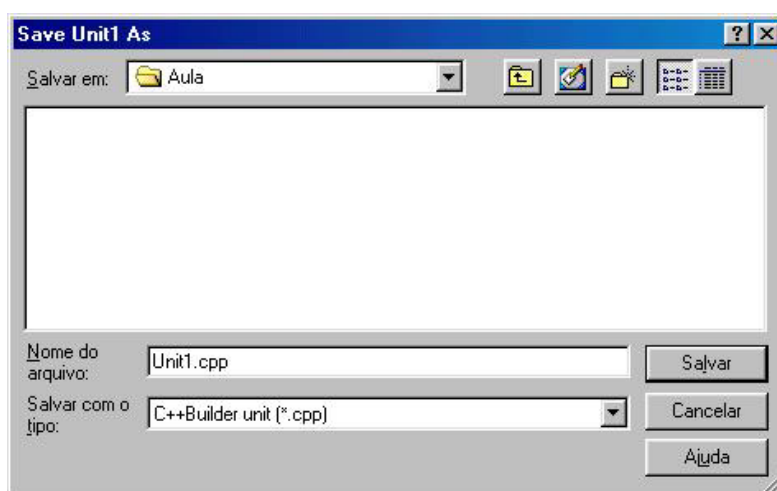 Save Unit1 As
Salvar em: Aula
Nome do
arquivo:
Unit1.cpp
Salvar
Salvar com o
tipo:
C++Builder unit (*.cpp)
Cancelar
Ajuda